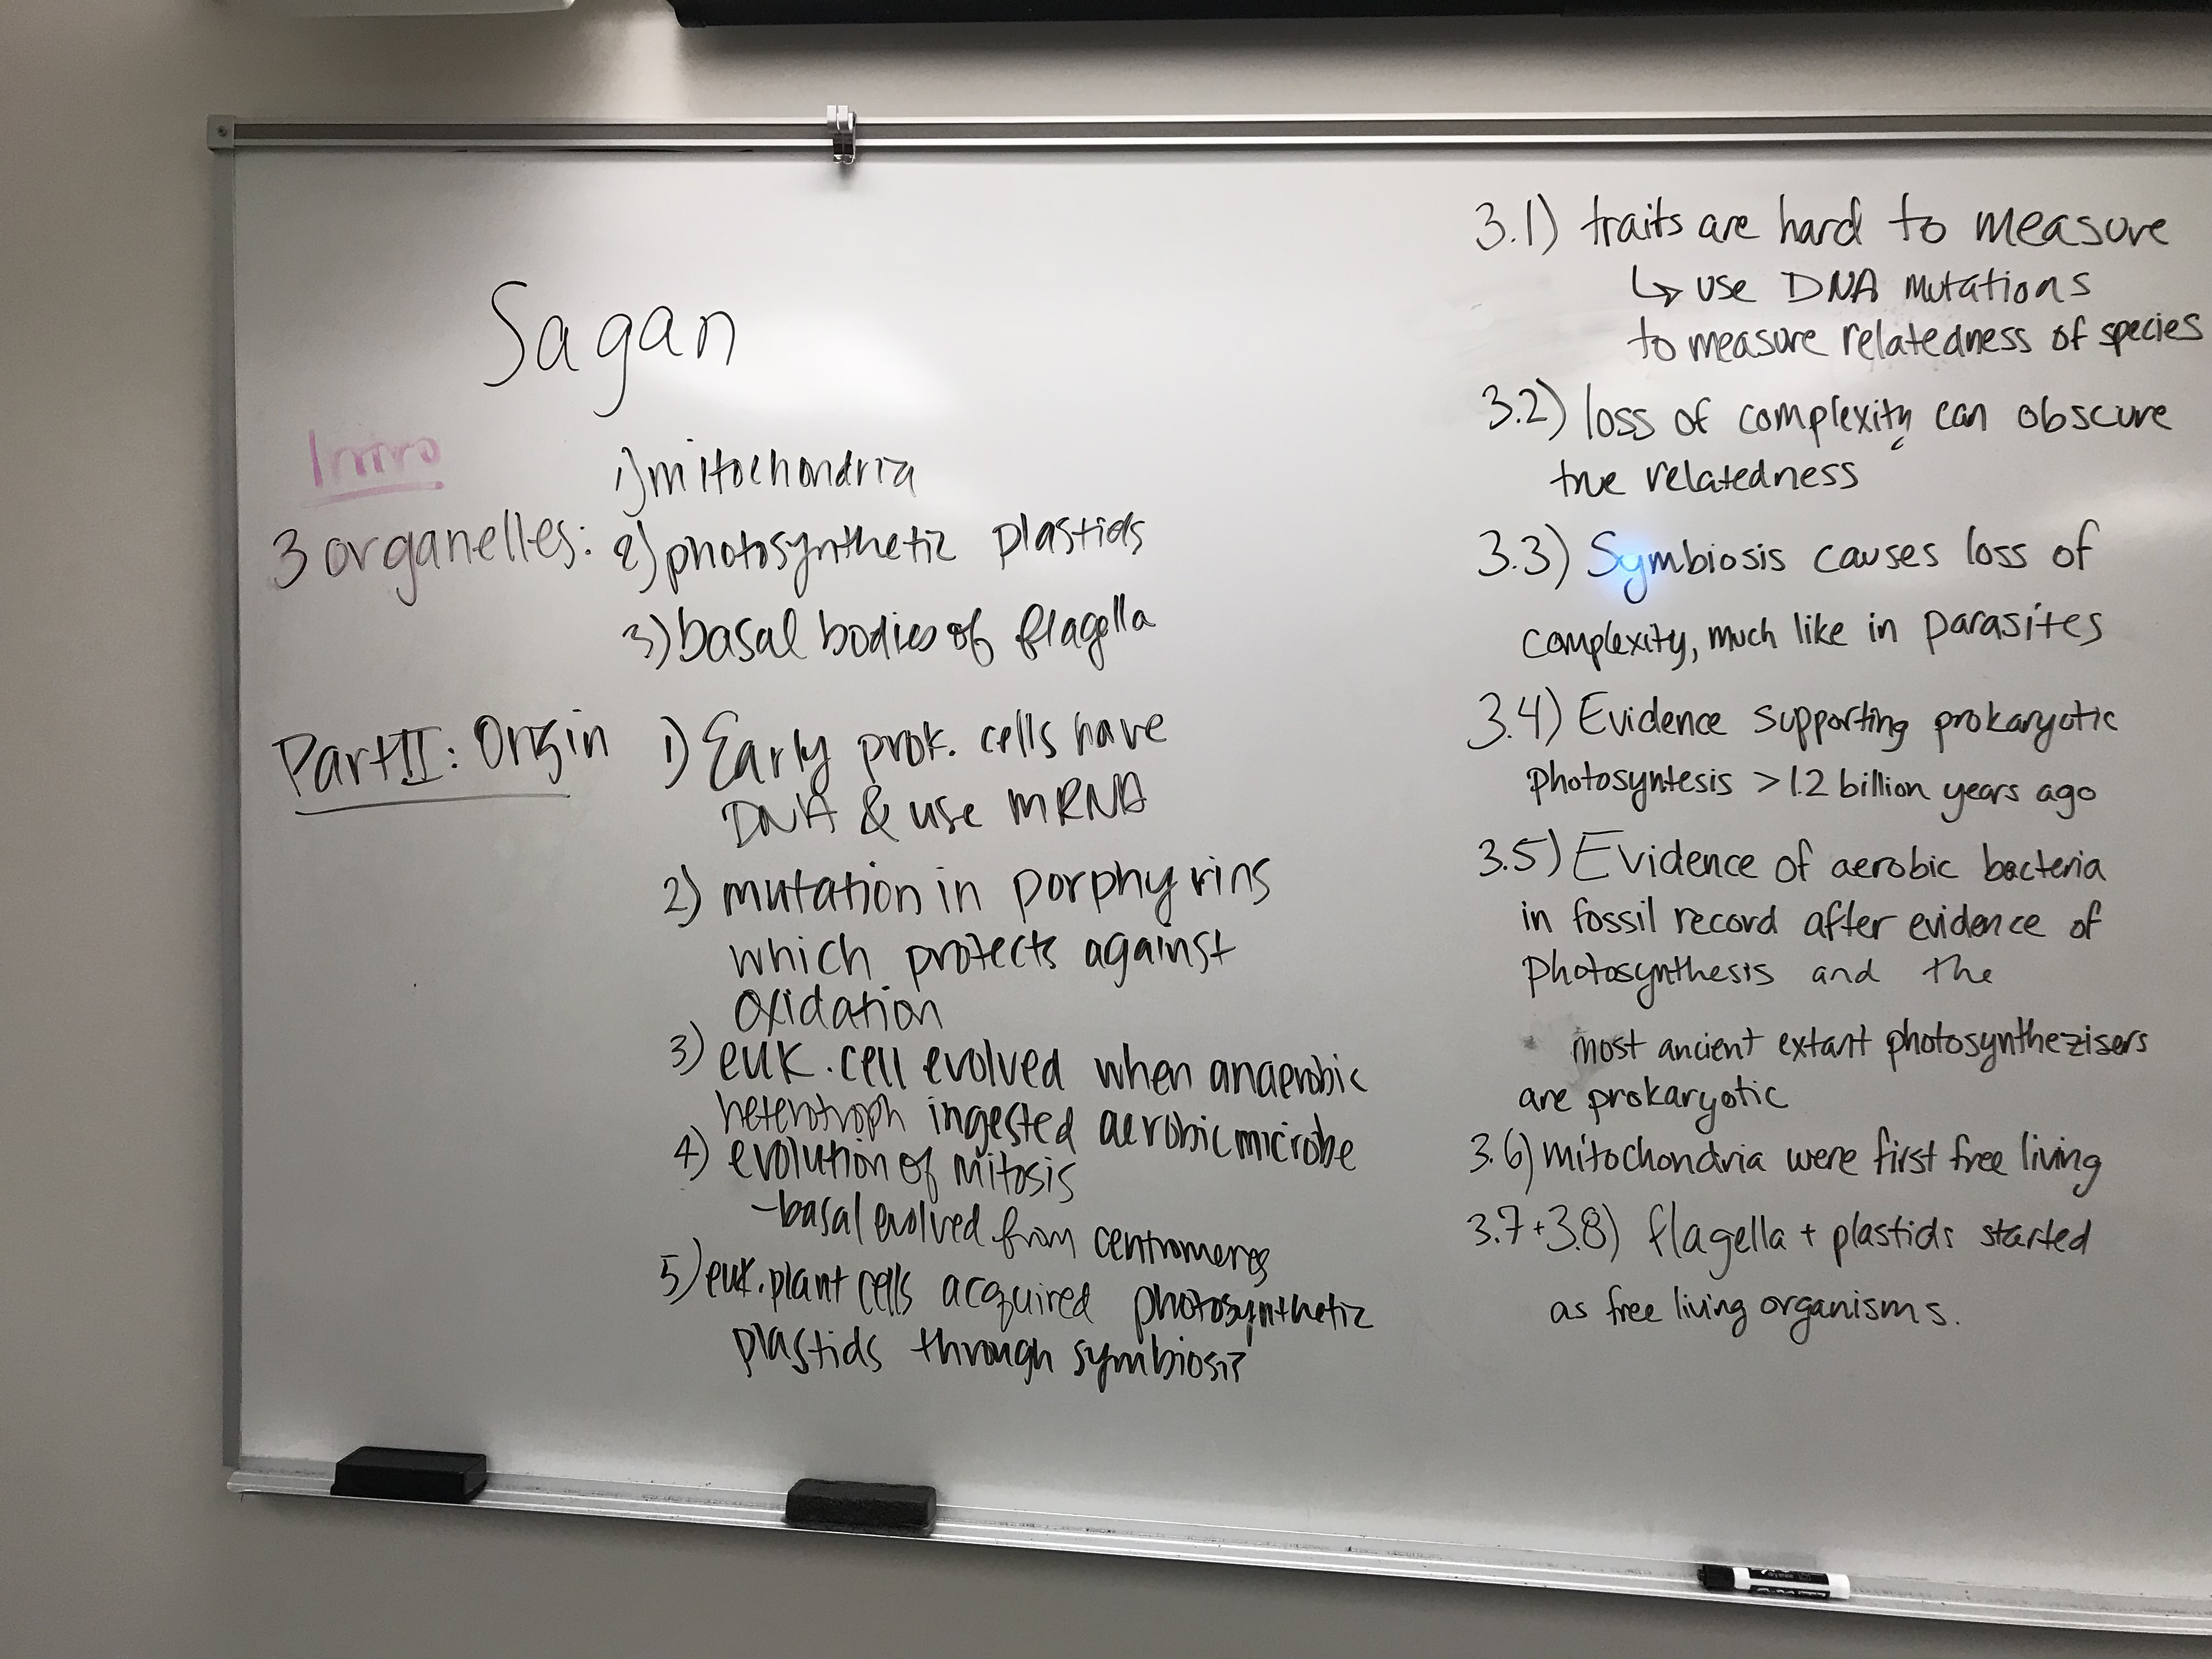 Sagan
Intro
3 organelles:
1) mitochondria
2) photosynthetic plastids
3) basal bodies of flagella
Part II: Origin
1) Early prok. cells have
DNA & use mRNA
2) mutation in porphyrins
which protects against
oxidation
3) euk. cell evolved when anaerobic
heterotroph ingested aerobic microbe
4) evolution of mitosis
- basal evolved from centromeres
5) euk. plant cells acquired photosynthetic
plastids through symbiosis
3.1) traits are hard to measure
↳ use DNA mutations
to measure relatedness of species
3.2) loss of complexity can obscure
true relatedness
3.3) Symbiosis causes loss of
complexity, much like in parasites
3.4) Evidence supporting prokaryotic
photosyntesis > 1.2 billion years ago
3.5) Evidence of aerobic bacteria
in fossil record after evidence of
photosynthesis and the
most ancient extant photosynthezisers
are prokaryotic
3.6) mitochondria were first free living
3.7 + 3.8) flagella + plastids started
as free living organisms.